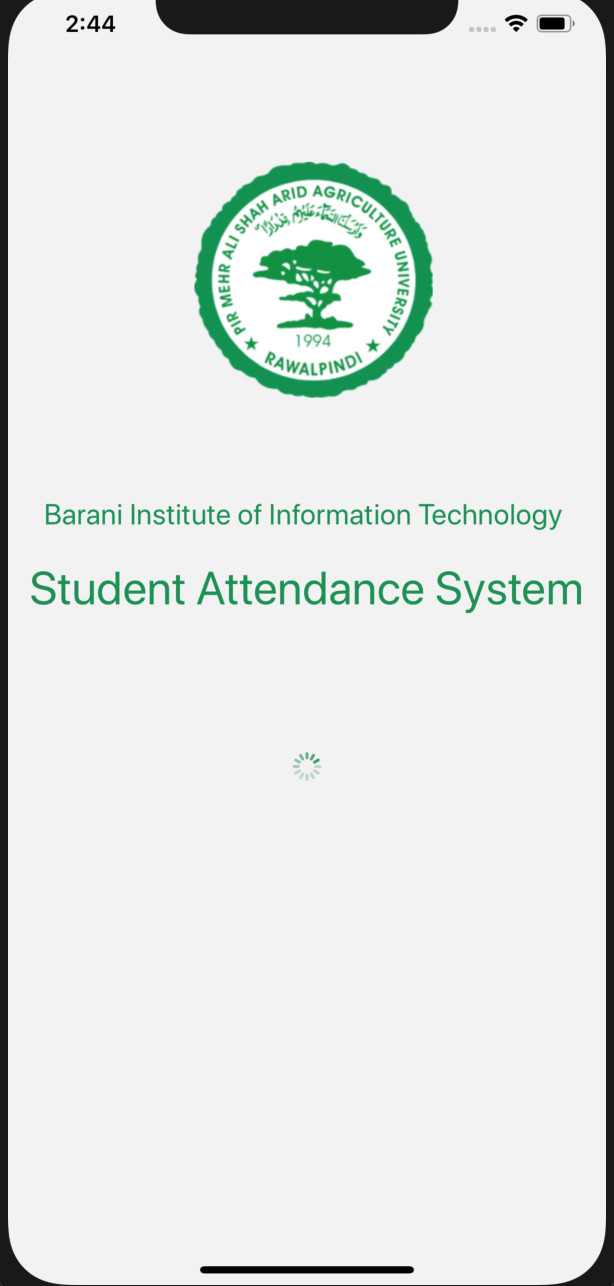 2:44
PIR MEHR ALI SHAH ARID AGRICULTURE UNIVERSITY
1994
★ RAWALPINDI ★
Barani Institute of Information Technology
Student Attendance System